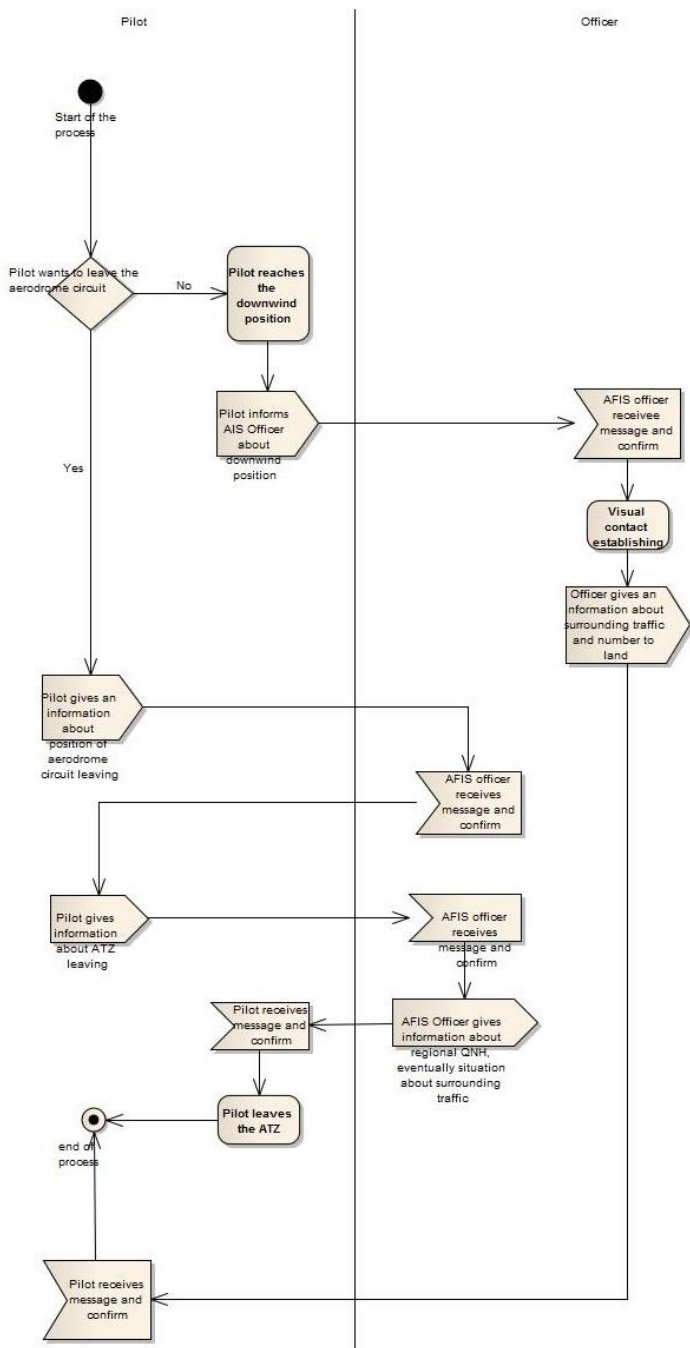 Pilot
Officer
Start of the
process
Pilot wants to leave the
aerodrome circuit
No
Pilot reaches
the
downwind
position
Pilot informs
AIS Officer
about
downwind
position
AFIS officer
receivee
message and
confirm
Yes
Visual
contact
establishing
Officer gives an
information about
surrounding traffic
and number to
land
Pilot gives an
information
about
position of
aerodrome
circuit leaving
AFIS officer
receives
message and
confirm
Pilot gives
information
about ATZ
leaving
AFIS officer
receives
message and
confirm
Pilot receives
message and
confirm
AFIS Officer gives
information about
regional QNH,
eventually situation
about surrounding
traffic
Pilot leaves
the ATZ
end of
process
Pilot receives
message and
confirm